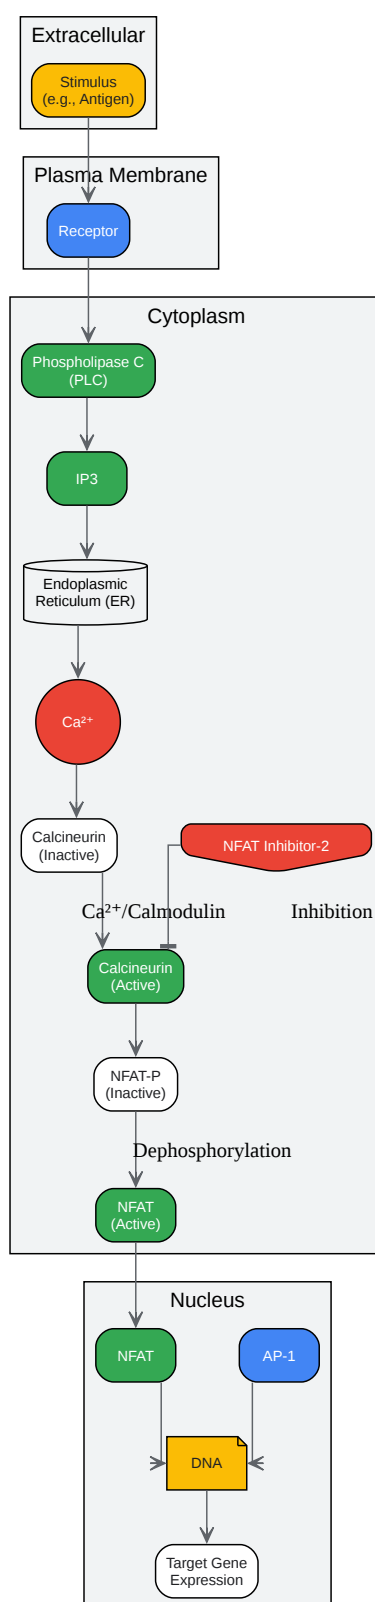 Extracellular
Stimulus
(e.g., Antigen)
Plasma Membrane
Receptor
Cytoplasm
Phospholipase C
(PLC)
IP3
Endoplasmic
Reticulum (ER)
Ca²⁺
Calcineurin
(Inactive)
NFAT Inhibitor-2
Ca²⁺/Calmodulin
Inhibition
Calcineurin
(Active)
NFAT-P
(Inactive)
Dephosphorylation
NFAT
(Active)
Nucleus
NFAT
AP-1
DNA
Target Gene
Expression